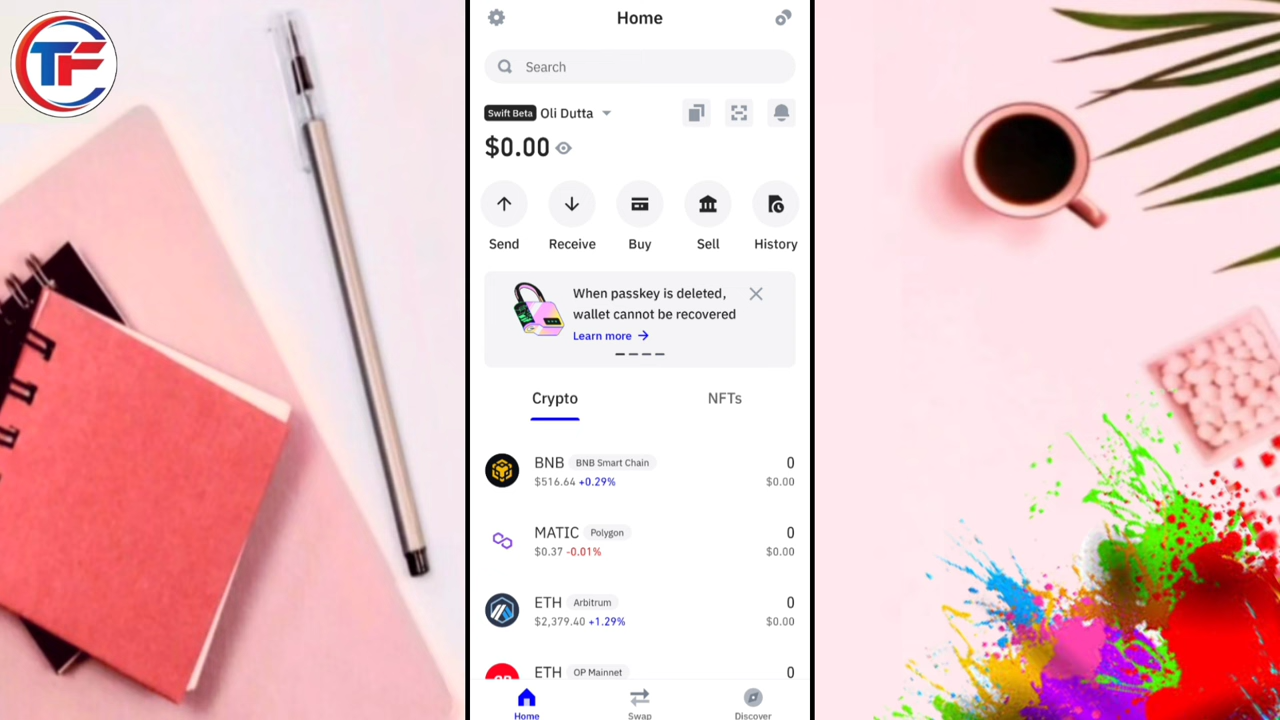 TF
Home
Search
Swift Beta Oli Dutta
$0.00
Send Receive Buy Sell History
When passkey is deleted,
wallet cannot be recovered
Learn more
Crypto NFTs
BNB BNB Smart Chain 0
$516.64 +0.29% $0.00
MATIC Polygon 0
$0.37 -0.01% $0.00
ETH Arbitrum 0
$2,379.40 +1.29% $0.00
ETH OP Mainnet 0
Home Swap Discover